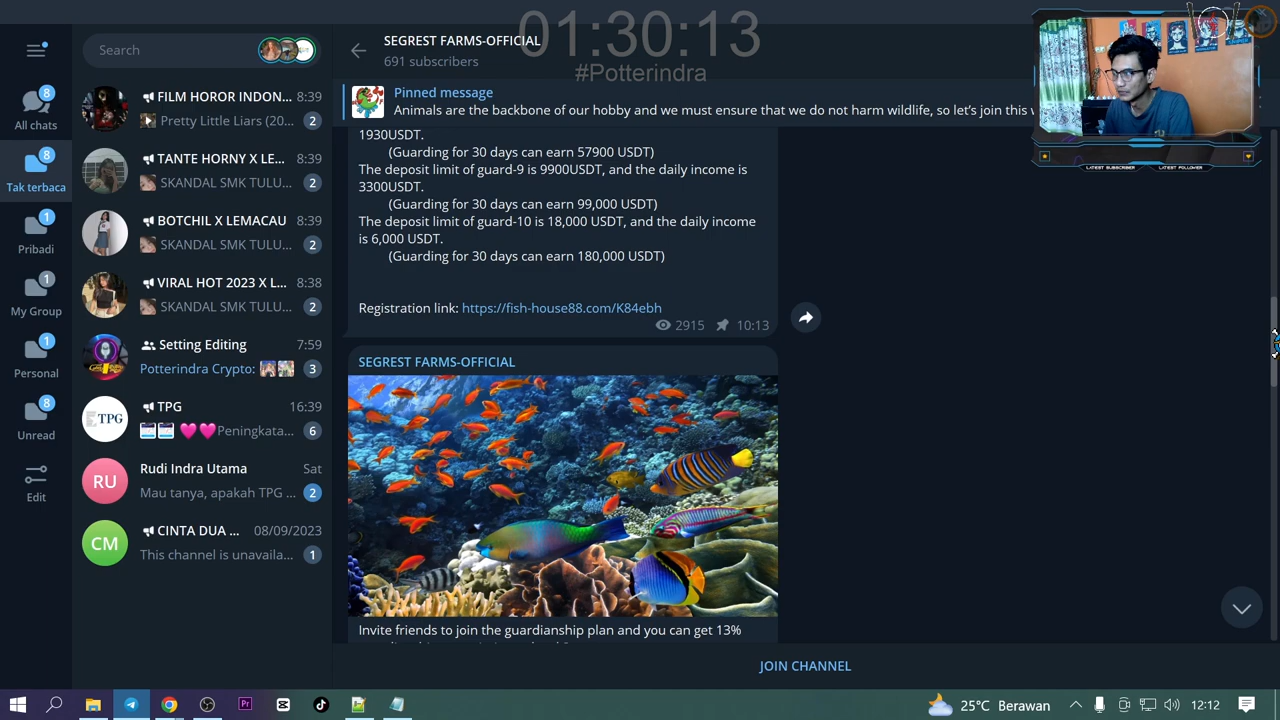 01:30:13
#Potterindra
Search
All chats
8
Tak terbaca
8
Pribadi
1
My Group
1
Personal
1
Unread
8
Edit
FILM HOROR INDON... 8:39
Pretty Little Liars (20... 2
TANTE HORNY X LE... 8:39
SKANDAL SMK TULU... 2
BOTCHIL X LEMACAU 8:39
SKANDAL SMK TULU... 2
VIRAL HOT 2023 X L... 8:38
SKANDAL SMK TULU... 2
Setting Editing 7:59
Potterindra Crypto: 3
TPG 16:39
TPG
Peningkata... 6
RU
Rudi Indra Utama Sat
Mau tanya, apakah TPG ... 2
CM
CINTA DUA ... 08/09/2023
This channel is unavaila... 1
SEGREST FARMS-OFFICIAL
691 subscribers
Pinned message
Animals are the backbone of our hobby and we must ensure that we do not harm wildlife, so let's join this w
1930USDT.
(Guarding for 30 days can earn 57900 USDT)
The deposit limit of guard-9 is 9900USDT, and the daily income is
3300USDT.
(Guarding for 30 days can earn 99,000 USDT)
The deposit limit of guard-10 is 18,000 USDT, and the daily income
is 6,000 USDT.
(Guarding for 30 days can earn 180,000 USDT)
Registration link: https://fish-house88.com/K84ebh
2915 10:13
SEGREST FARMS-OFFICIAL
Invite friends to join the guardianship plan and you can get 13%
JOIN CHANNEL
LATEST SUBSCRIBER
LATEST FOLLOWER
Pr
25°C Berawan
12:12